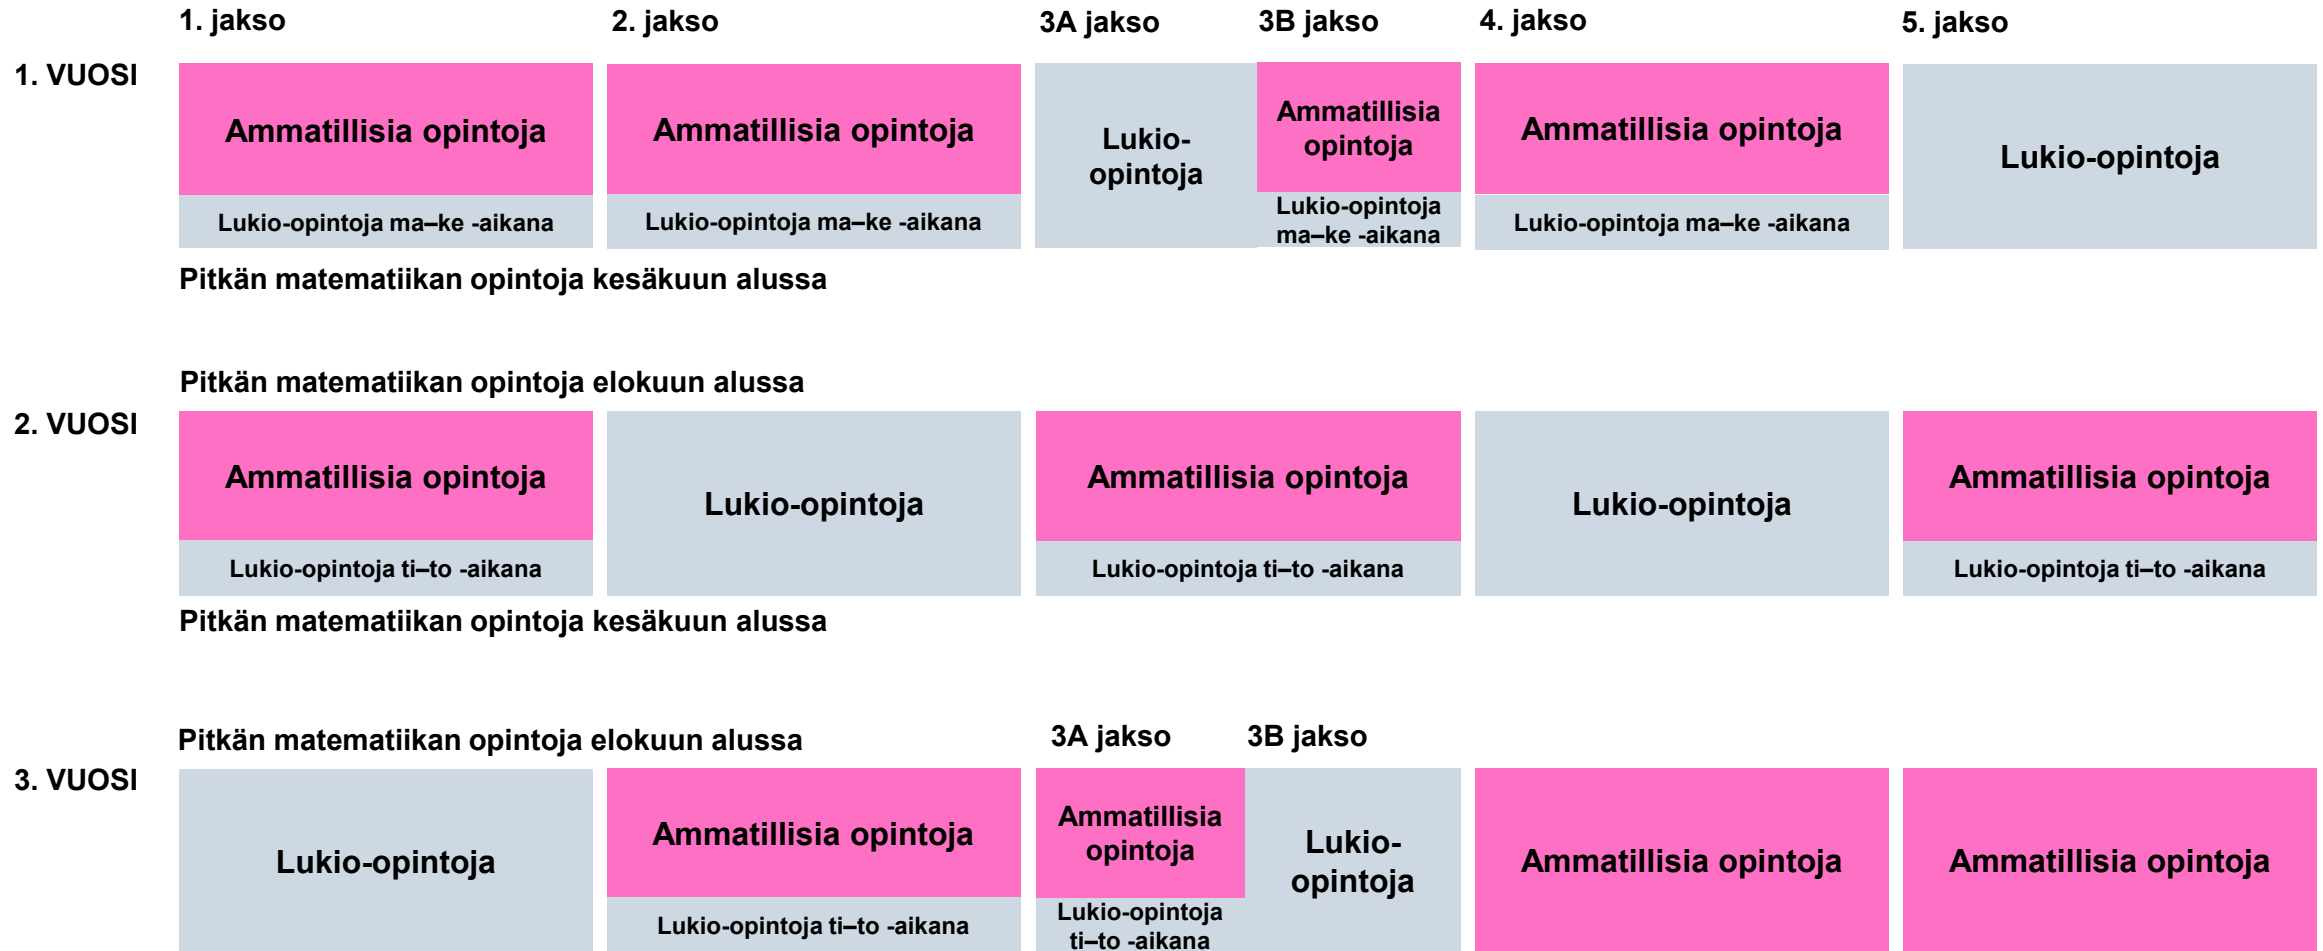 1. jakso 2. jakso 3A jakso 3B jakso 4. jakso 5. jakso
1. VUOSI
Ammatillisia opintoja
Lukio-opintoja ma–ke -aikana
Ammatillisia opintoja
Lukio-opintoja ma–ke -aikana
Lukio-
opintoja
Ammatillisia
opintoja
Lukio-opintoja
ma–ke -aikana
Ammatillisia opintoja
Lukio-opintoja ma–ke -aikana
Lukio-opintoja
Pitkän matematiikan opintoja kesäkuun alussa
Pitkän matematiikan opintoja elokuun alussa
2. VUOSI
Ammatillisia opintoja
Lukio-opintoja ti–to -aikana
Lukio-opintoja
Ammatillisia opintoja
Lukio-opintoja ti–to -aikana
Lukio-opintoja
Ammatillisia opintoja
Lukio-opintoja ti–to -aikana
Pitkän matematiikan opintoja kesäkuun alussa
Pitkän matematiikan opintoja elokuun alussa
3A jakso 3B jakso
3. VUOSI
Lukio-opintoja
Ammatillisia opintoja
Lukio-opintoja ti–to -aikana
Ammatillisia
opintoja
Lukio-opintoja
ti–to -aikana
Lukio-
opintoja
Ammatillisia opintoja
Ammatillisia opintoja